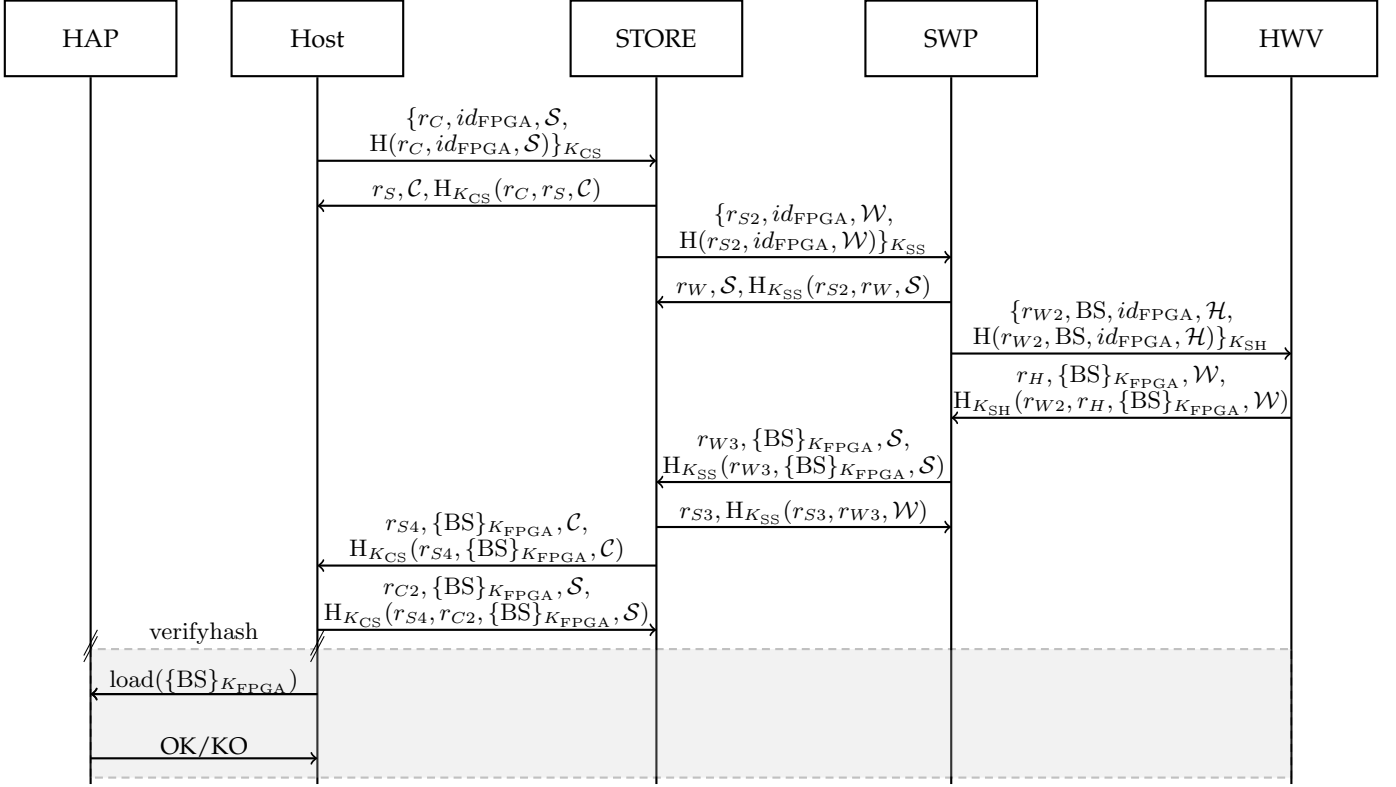 HAP Host STORE SWP HWV
{r_C, id_FPGA, 𝒮,
H(r_C, id_FPGA, 𝒮)}_K_CS
r_S, 𝒞, H_K_CS(r_C, r_S, 𝒞)
{r_S2, id_FPGA, 𝒲,
H(r_S2, id_FPGA, 𝒲)}_K_SS
r_W, 𝒮, H_K_SS(r_S2, r_W, 𝒮)
{r_W2, BS, id_FPGA, ℋ,
H(r_W2, BS, id_FPGA, ℋ)}_K_SH
r_H, {BS}_K_FPGA, 𝒲,
H_K_SH(r_W2, r_H, {BS}_K_FPGA, 𝒲)
r_W3, {BS}_K_FPGA, 𝒮,
H_K_SS(r_W3, {BS}_K_FPGA, 𝒮)
r_S3, H_K_SS(r_S3, r_W3, 𝒲)
r_S4, {BS}_K_FPGA, 𝒞,
H_K_CS(r_S4, {BS}_K_FPGA, 𝒞)
r_C2, {BS}_K_FPGA, 𝒮,
H_K_CS(r_S4, r_C2, {BS}_K_FPGA, 𝒮)
verifyhash
load({BS}_K_FPGA)
OK/KO